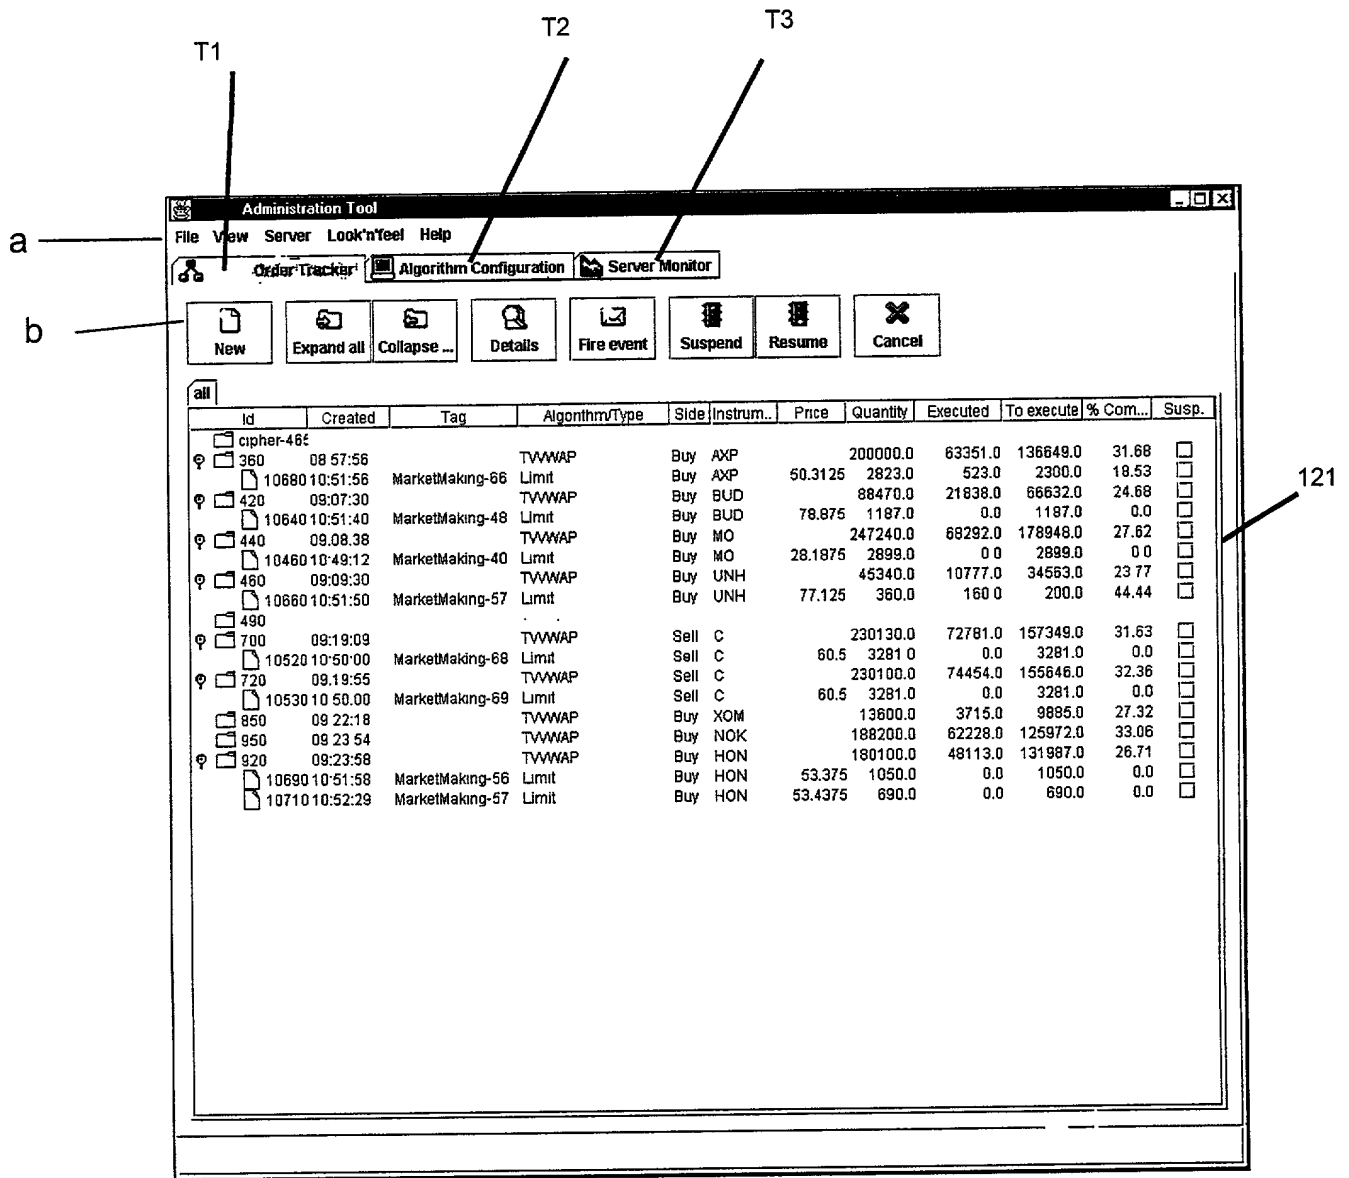 T1
T2
T3
Administration Tool
a
File View Server Look'n'feel Help
Order Tracker Algorithm Configuration Server Monitor
b
New Expand all Collapse ... Details Fire event Suspend Resume Cancel
all
Id Created Tag Algorithm/Type Side Instrum.. Price Quantity Executed To execute % Com... Susp.
cipher-465
360 08 57:56 TVWAP Buy AXP 200000.0 63351.0 136649.0 31.68
10680 10:51:56 MarketMaking-66 Limit Buy AXP 50.3125 2823.0 523.0 2300.0 18.53
420 09:07:30 TVWAP Buy BUD 88470.0 21838.0 66632.0 24.68
10640 10:51:40 MarketMaking-48 Limit Buy BUD 78.875 1187.0 0.0 1187.0 0.0
440 09.08.38 TVWAP Buy MO 247240.0 68292.0 178948.0 27.62
10460 10:49:12 MarketMaking-40 Limit Buy MO 28.1875 2899.0 0 0 2899.0 0 0
460 09:09:30 TVWAP Buy UNH 45340.0 10777.0 34563.0 23 77
10660 10:51:50 MarketMaking-57 Limit Buy UNH 77.125 360.0 160 0 200.0 44.44
490
700 09:19:09 TVWAP Sell C 230130.0 72781.0 157349.0 31.63
10520 10:50:00 MarketMaking-68 Limit Sell C 60.5 3281 0 0.0 3281.0 0.0
720 09.19:55 TVWAP Sell C 230100.0 74454.0 155646.0 32.36
10530 10 50.00 MarketMaking-69 Limit Sell C 60.5 3281.0 0.0 3281.0 0.0
850 09 22:18 TVWAP Buy XOM 13600.0 3715.0 9885.0 27.32
950 09 23 54 TVWAP Buy NOK 188200.0 62228.0 125972.0 33.06
920 09:23:58 TVWAP Buy HON 180100.0 48113.0 131987.0 26.71
10690 10:51:58 MarketMaking-56 Limit Buy HON 53.375 1050.0 0.0 1050.0 0.0
10710 10:52:29 MarketMaking-57 Limit Buy HON 53.4375 690.0 0.0 690.0 0.0
121